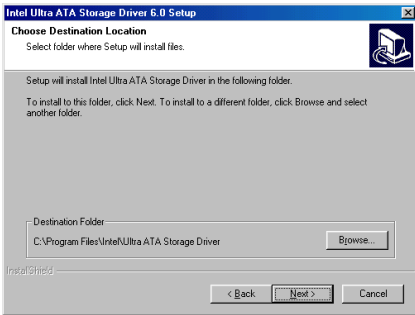 Intel Ultra ATA Storage Driver 6.0 Setup
Choose Destination Location
Select folder where Setup will install files.
Setup will install Intel Ultra ATA Storage Driver in the following folder.
To install to this folder, click Next. To install to a different folder, click Browse and select
another folder.
Destination Folder
C:\Program Files\Intel\Ultra ATA Storage Driver
Browse...
InstallShield
< Back
Next >
Cancel